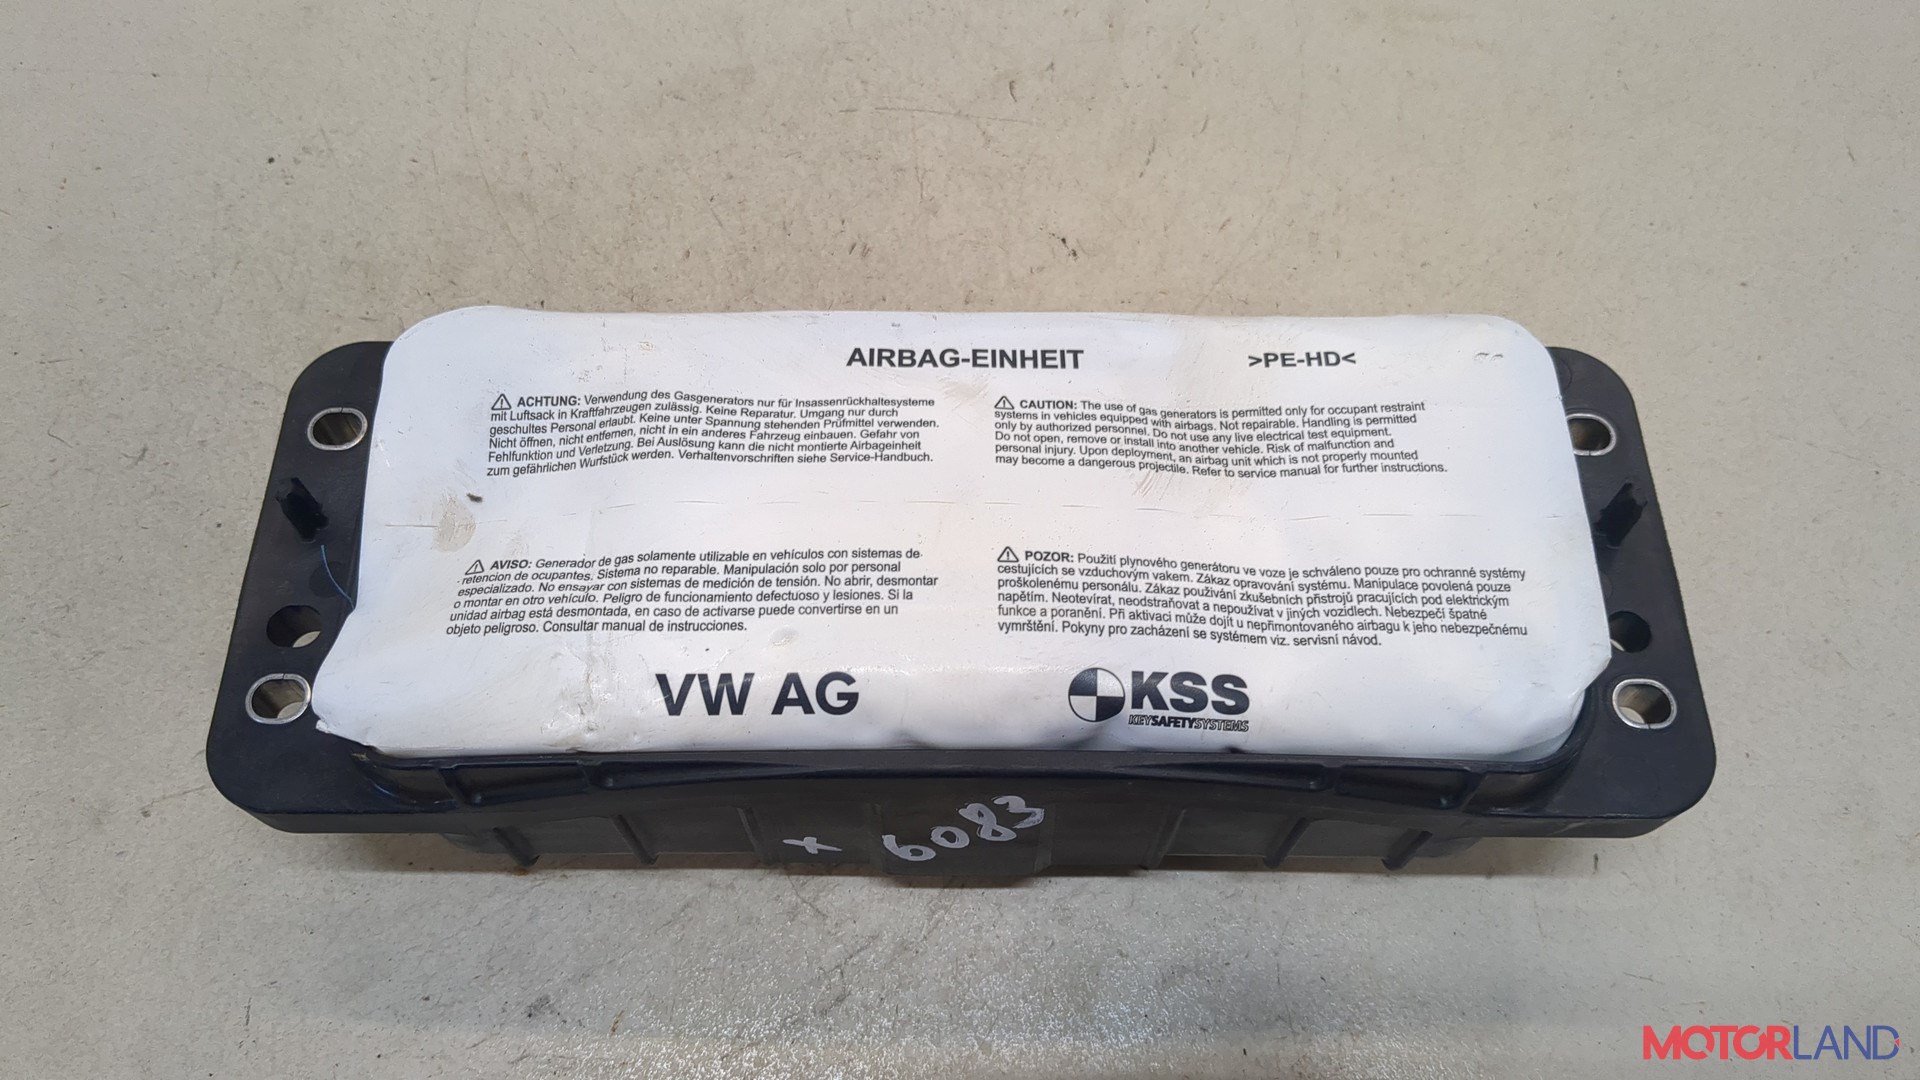 AIRBAG-EINHEIT
>PE-HD<
ACHTUNG: Verwendung des Gasgenerators nur für Insassenrückhaltesysteme
mit Luftsack in Kraftfahrzeugen zulässig. Keine Reparatur. Umgang nur durch
geschultes Personal erlaubt. Keine unter Spannung stehenden Prüfmittel verwenden.
Nicht öffnen, nicht entfernen, nicht in ein anderes Fahrzeug einbauen. Gefahr von
Fehlfunktion und Verletzung. Bei Auslösung kann die nicht montierte Airbageinheit
zum gefährlichen Wurfstück werden. Verhaltenvorschriften siehe Service-Handbuch.
CAUTION: The use of gas generators is permitted only for occupant restraint
systems in vehicles equipped with airbags. Not repairable. Handling is permitted
only by authorized personnel. Do not use any live electrical test equipment.
Do not open, remove or install into another vehicle. Risk of malfunction and
personal injury. Upon deployment, an airbag unit which is not properly mounted
may become a dangerous projectile. Refer to service manual for further instructions.
AVISO: Generador de gas solamente utilizable en vehículos con sistemas de
retencion de ocupantes. Sistema no reparable. Manipulación solo por personal
especializado. No ensayar con sistemas de medición de tensión. No abrir, desmontar
o montar en otro vehículo. Peligro de funcionamiento defectuoso y lesiones. Si la
unidad airbag está desmontada, en caso de activarse puede convertirse en un
objeto peligroso. Consultar manual de instrucciones.
POZOR: Použití plynového generátoru ve voze je schváleno pouze pro ochranné systémy
cestujících se vzduchovým vakem. Zákaz opravování systému. Manipulace povolená pouze
proškolenému personálu. Zákaz používání zkušebních přistrojů pracujících pod elektrickým
napětím. Neotevírat, neodstraňovat a nepoužívat v jiných vozidlech. Nebezpečí špatné
funkce a poranění. Při aktivaci může dojít u nepřimontovaného airbagu k jeho nebezpečnému
vymrštění. Pokyny pro zacházení se systémem viz. servisní návod.
VW AG
KSS
KEYSAFETYSYSTEMS
x 6083
MOTORLAND